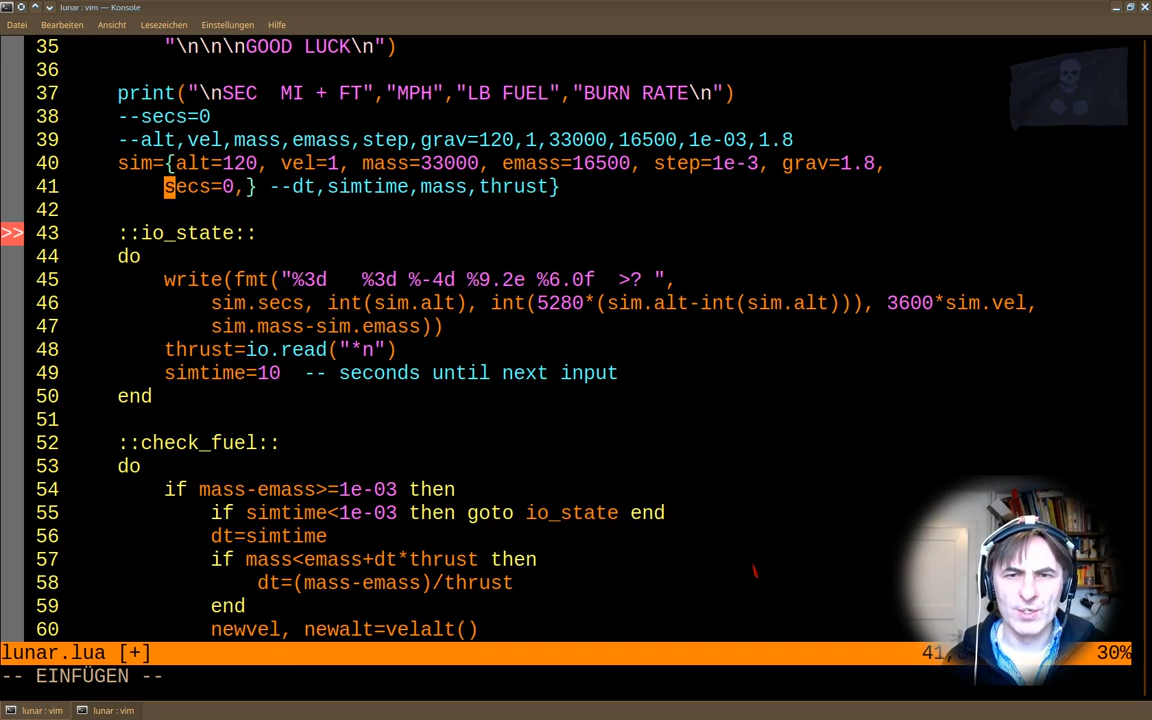 lunar : vim — Konsole
Datei Bearbeiten Ansicht Lesezeichen Einstellungen Hilfe
35 "\n\n\nGOOD LUCK\n")
36
37 print("\nSEC  MI + FT","MPH","LB FUEL","BURN RATE\n")
38 --secs=0
39 --alt,vel,mass,emass,step,grav=120,1,33000,16500,1e-03,1.8
40 sim={alt=120, vel=1, mass=33000, emass=16500, step=1e-3, grav=1.8,
41 secs=0,} --dt,simtime,mass,thrust}
42
>> 43 ::io_state::
44 do
45 write(fmt("%3d   %3d %-4d %9.2e %6.0f  >? ",
46 sim.secs, int(sim.alt), int(5280*(sim.alt-int(sim.alt))), 3600*sim.vel,
47 sim.mass-sim.emass))
48 thrust=io.read("*n")
49 simtime=10  -- seconds until next input
50 end
51
52 ::check_fuel::
53 do
54 if mass-emass>=1e-03 then
55 if simtime<1e-03 then goto io_state end
56 dt=simtime
57 if mass<emass+dt*thrust then
58 dt=(mass-emass)/thrust
59 end
60 newvel, newalt=velalt()
lunar.lua [+] 41, 30%
-- EINFÜGEN --
lunar : vim lunar : vim